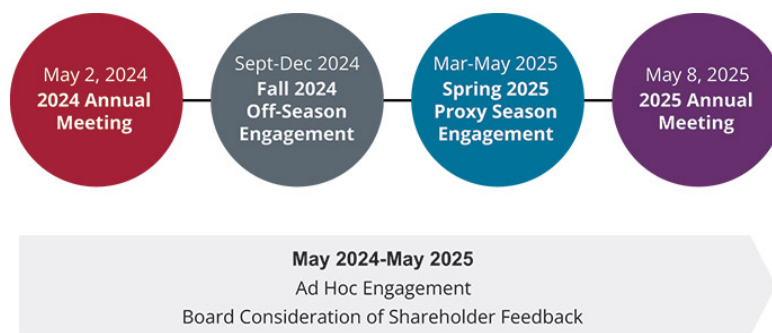 May 2, 2024
2024 Annual
Meeting
Sept-Dec 2024
Fall 2024
Off-Season
Engagement
Mar-May 2025
Spring 2025
Proxy Season
Engagement
May 8, 2025
2025 Annual
Meeting
May 2024-May 2025
Ad Hoc Engagement
Board Consideration of Shareholder Feedback